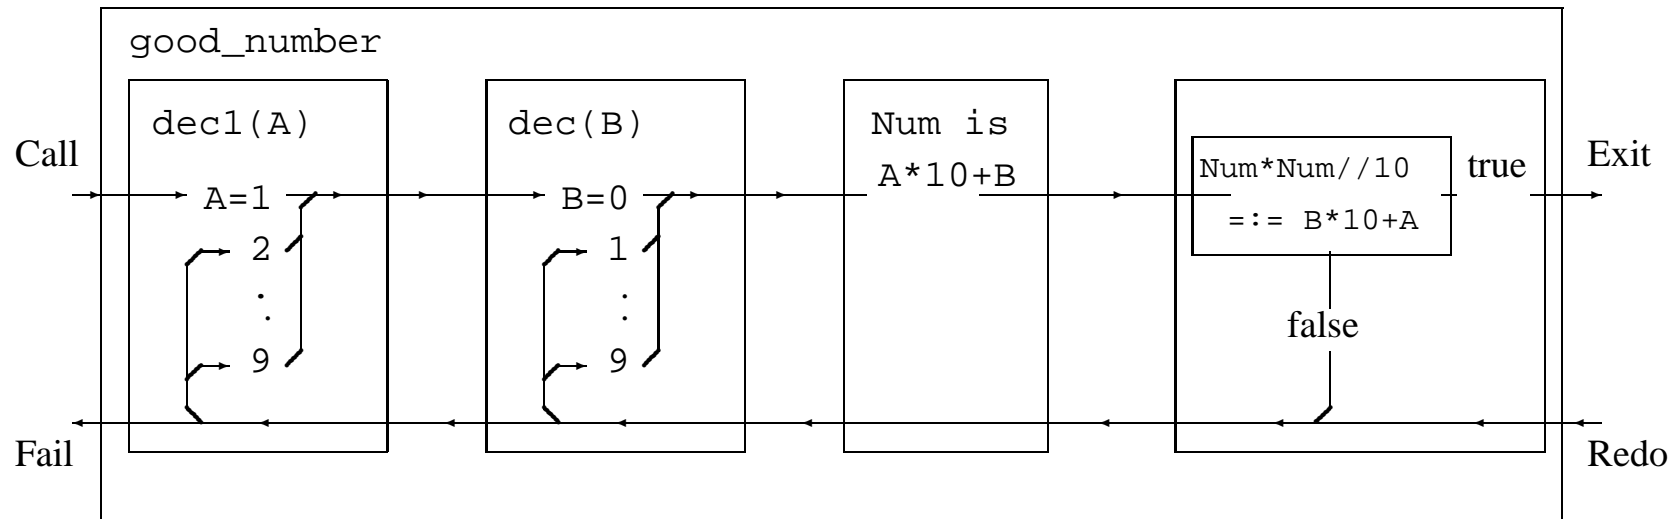 good_number
dec1(A)
dec(B)
Num is
Call
A*10+B
Num*Num//10
true
Exit
A=1
B=0
=:= B*10+A
2
1
.
:
.
false
9
9
Fail
Redo